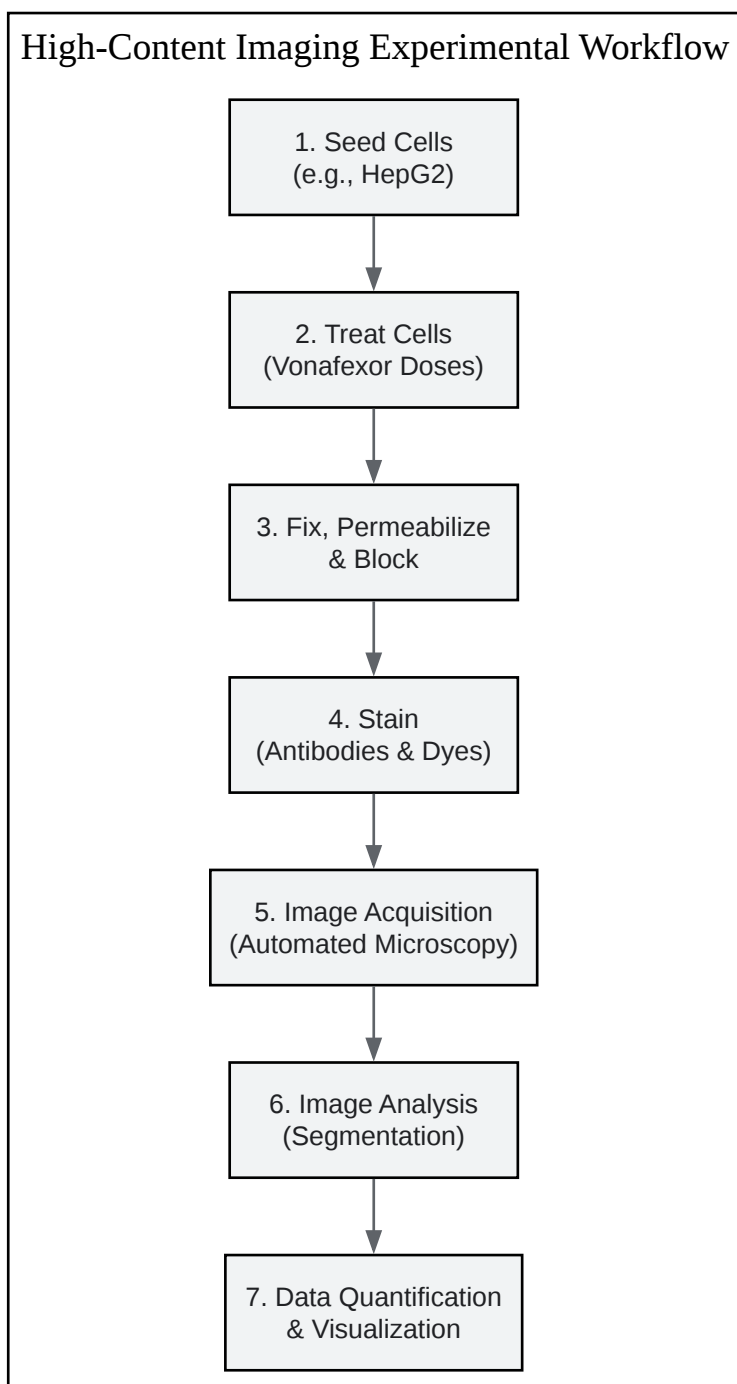 High-Content Imaging Experimental Workflow
1. Seed Cells
(e.g., HepG2)
2. Treat Cells
(Vonafexor Doses)
3. Fix, Permeabilize
& Block
4. Stain
(Antibodies & Dyes)
5. Image Acquisition
(Automated Microscopy)
6. Image Analysis
(Segmentation)
7. Data Quantification
& Visualization